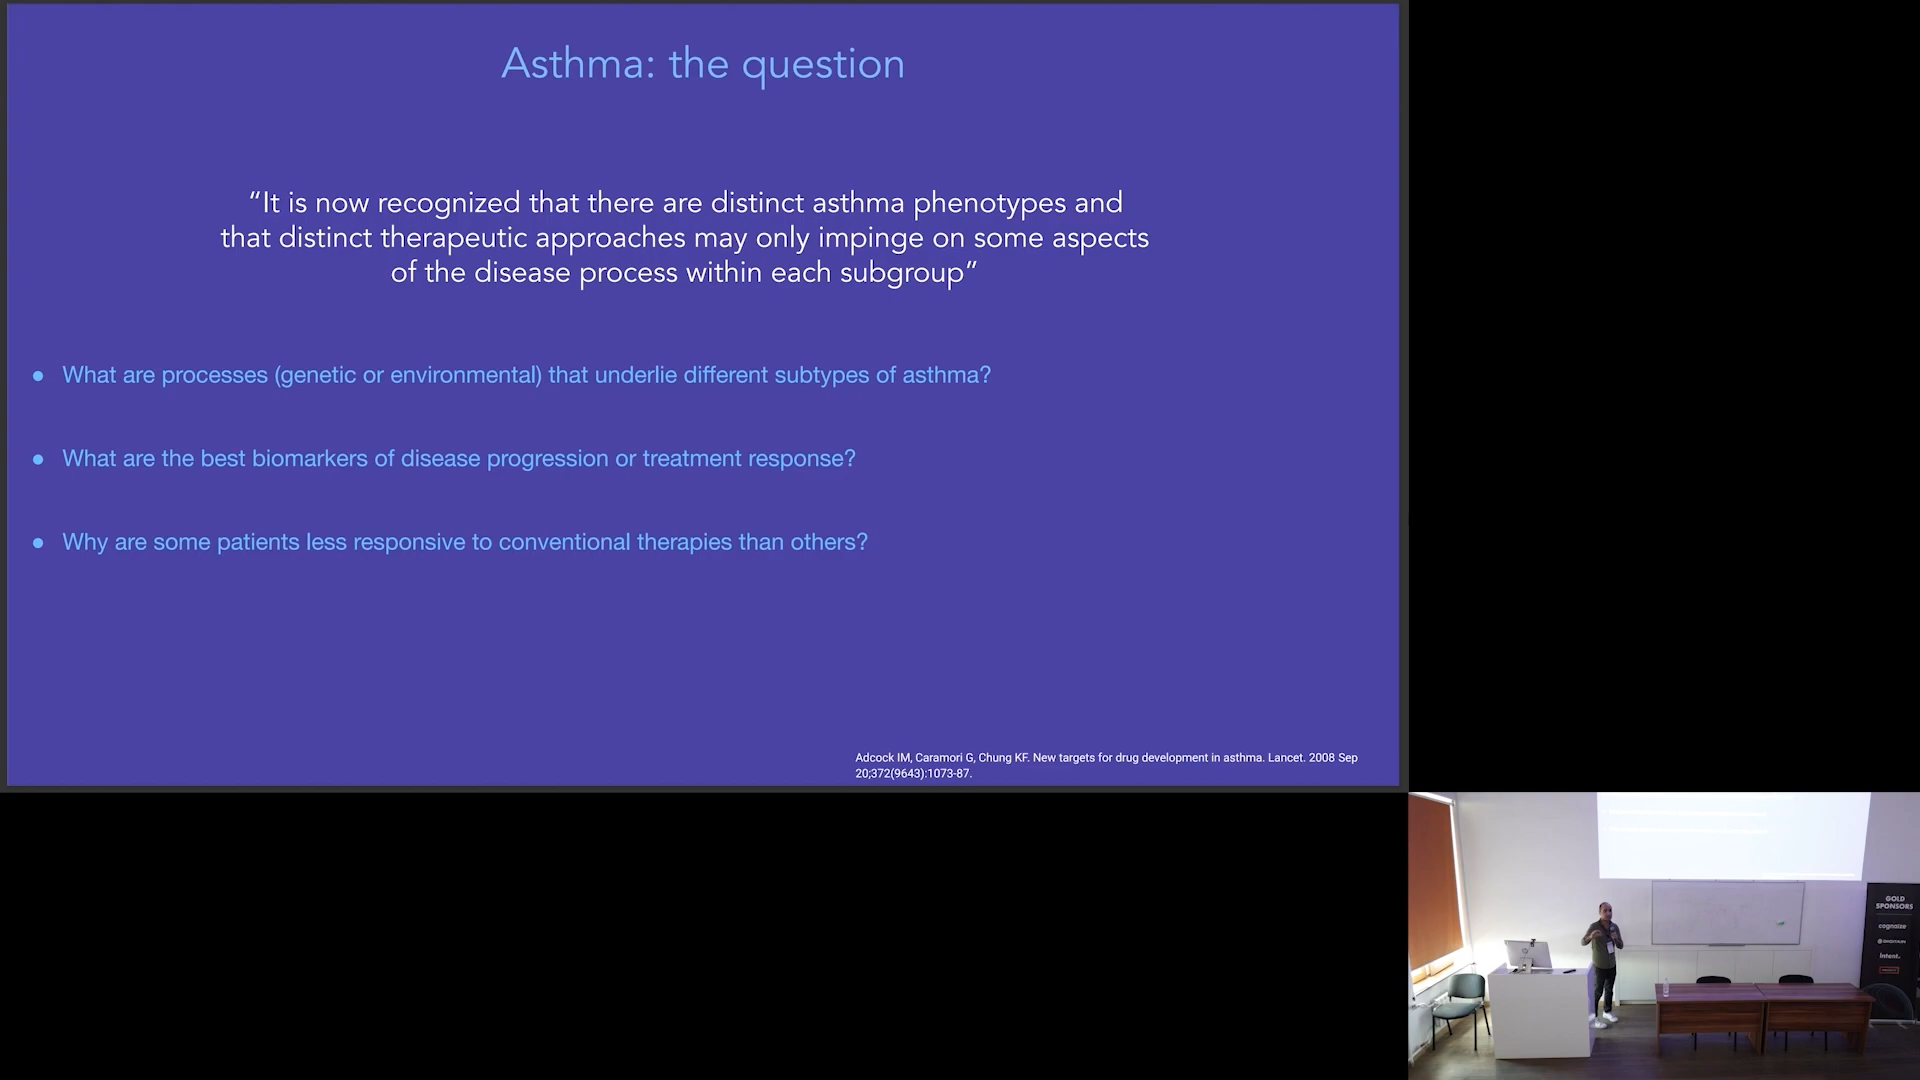 Asthma: the question
“It is now recognized that there are distinct asthma phenotypes and
that distinct therapeutic approaches may only impinge on some aspects
of the disease process within each subgroup”
● What are processes (genetic or environmental) that underlie different subtypes of asthma?
● What are the best biomarkers of disease progression or treatment response?
● Why are some patients less responsive to conventional therapies than others?
Adcock IM, Caramori G, Chung KF. New targets for drug development in asthma. Lancet. 2008 Sep
20;372(9643):1073-87.
GOLD
SPONSORS
cognaize
Intent.